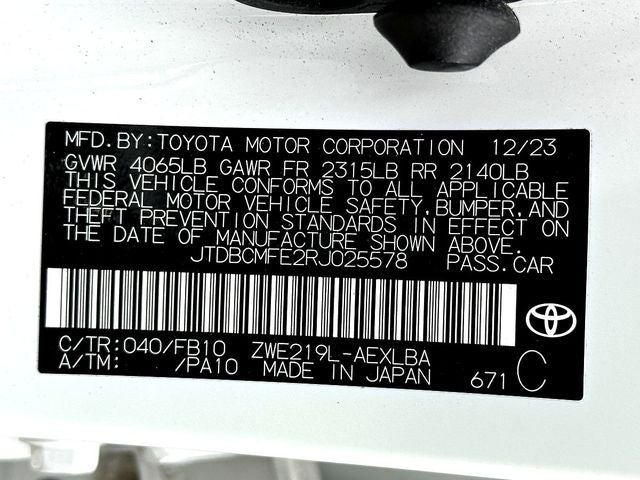 MFD.BY:TOYOTA MOTOR CORPORATION 12/23
GVWR 4065LB GAWR FR 2315LB RR 2140LB
THIS VEHICLE CONFORMS TO ALL APPLICABLE
FEDERAL MOTOR VEHICLE SAFETY,BUMPER,AND
THEFT PREVENTION STANDARDS IN EFFECT ON
THE DATE OF MANUFACTURE SHOWN ABOVE.
JTDBCMFE2RJ025578 PASS.CAR
C/TR:040/FB10 ZWE219L-AEXLBA
A/TM: /PA10 MADE IN JAPAN 671 C